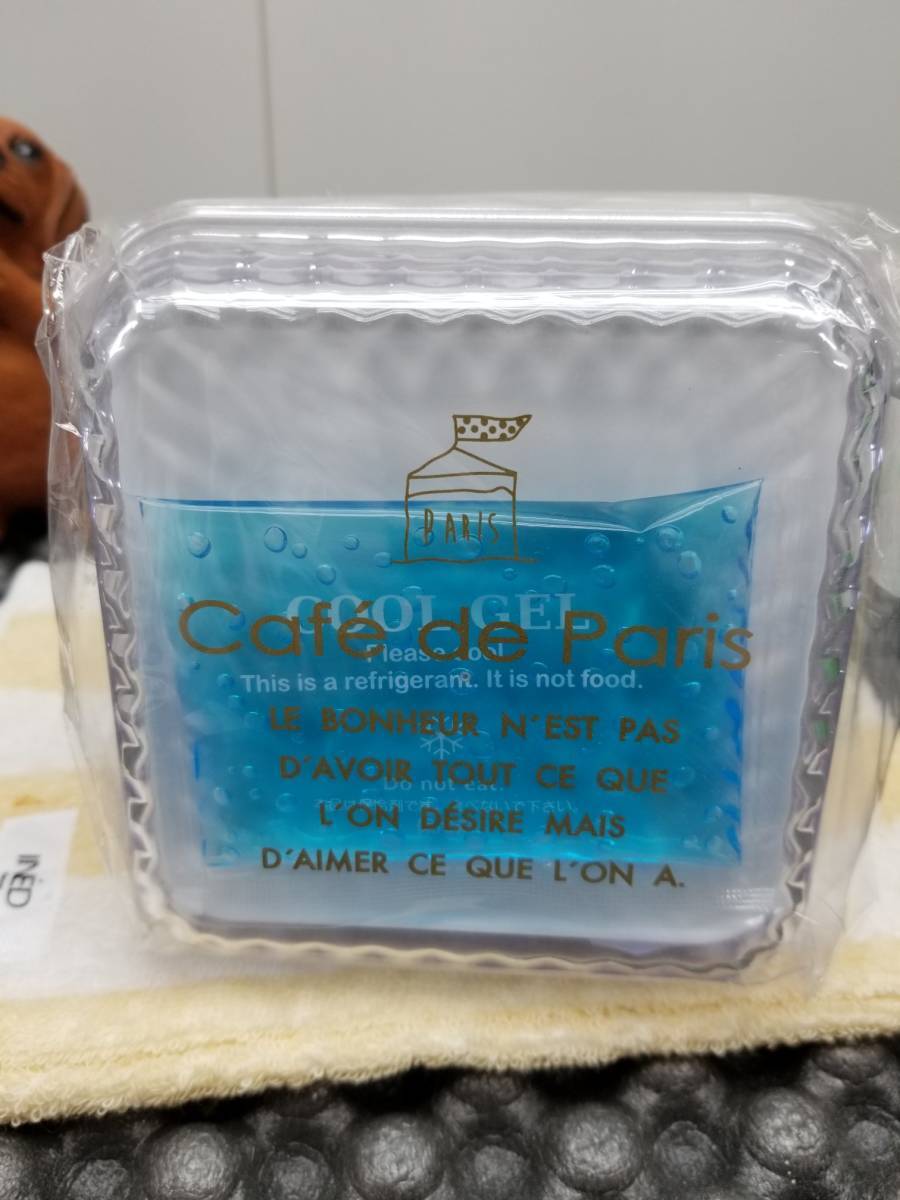 PARIS
Café de Paris
COOL GEL
Please cool.
This is a refrigerant. It is not food.
LE BONHEUR N´EST PAS
D´AVOIR TOUT CE QUE
L´ON DÉSIRE MAIS
D´AIMER CE QUE L´ON A.
Do not eat.
INÉD